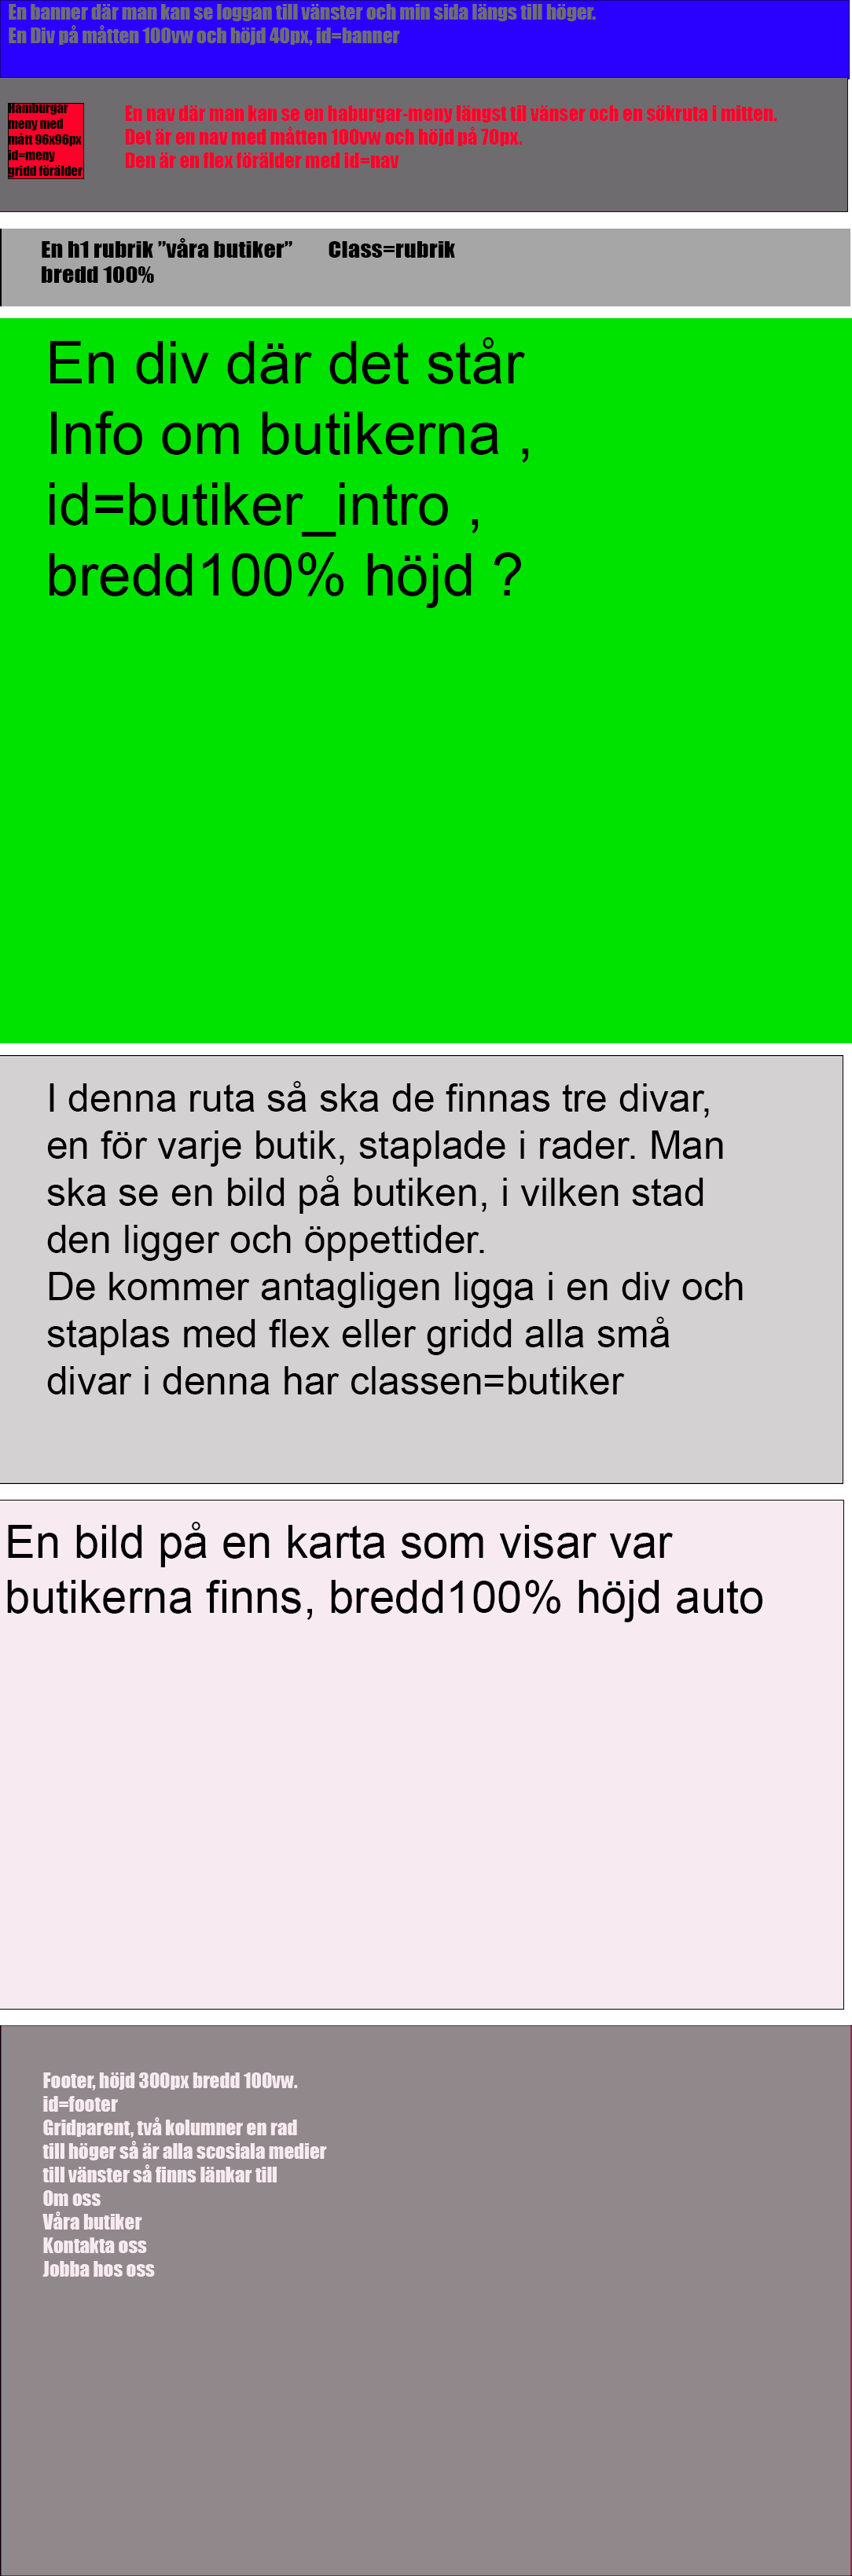 En banner där man kan se loggan till vänster och min sida längs till höger.
En Div på måtten 100vw och höjd 40px, id=banner
Hamburgar
meny med
mått 96x96px
id=meny
gridd förälder
En nav där man kan se en haburgar-meny längst til vänser och en sökruta i mitten.
Det är en nav med måtten 100vw och höjd på 70px.
Den är en flex förälder med id=nav
En h1 rubrik ”våra butiker” Class=rubrik
bredd 100%
En div där det står
Info om butikerna ,
id=butiker_intro ,
bredd100% höjd ?
I denna ruta så ska de finnas tre divar,
en för varje butik, staplade i rader. Man
ska se en bild på butiken, i vilken stad
den ligger och öppettider.
De kommer antagligen ligga i en div och
staplas med flex eller gridd alla små
divar i denna har classen=butiker
En bild på en karta som visar var
butikerna finns, bredd100% höjd auto
Footer, höjd 300px bredd 100vw.
id=footer
Gridparent, två kolumner en rad
till höger så är alla scosiala medier
till vänster så finns länkar till
Om oss
Våra butiker
Kontakta oss
Jobba hos oss